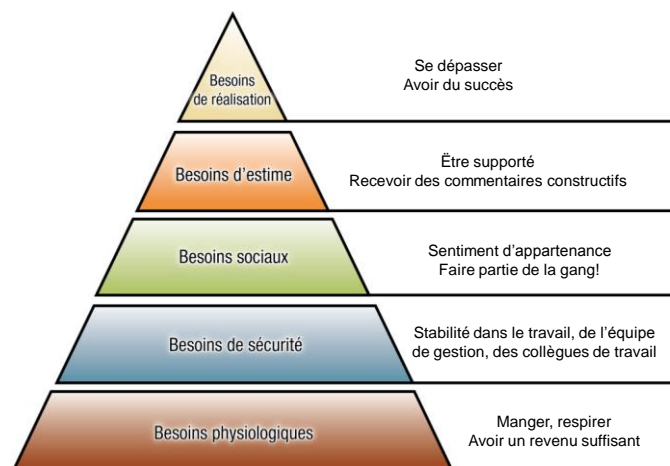 Besoins
de réalisation
Se dépasser
Avoir du succès
Besoins d'estime
Ëtre supporté
Recevoir des commentaires constructifs
Besoins sociaux
Sentiment d'appartenance
Faire partie de la gang!
Besoins de sécurité
Stabilité dans le travail, de l'équipe
de gestion, des collègues de travail
Besoins physiologiques
Manger, respirer
Avoir un revenu suffisant